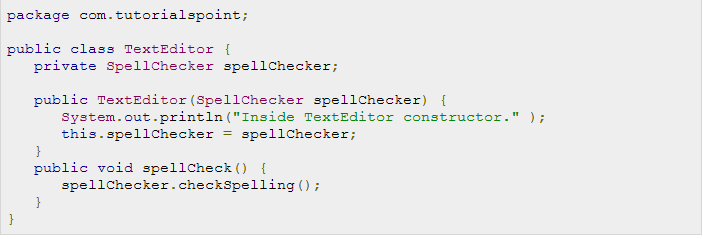 package com.tutorialspoint;
public class TextEditor {
private SpellChecker spellChecker;
public TextEditor(SpellChecker spellChecker) {
System.out.println("Inside TextEditor constructor." );
this.spellChecker = spellChecker;
}
public void spellCheck() {
spellChecker.checkSpelling();
}
}